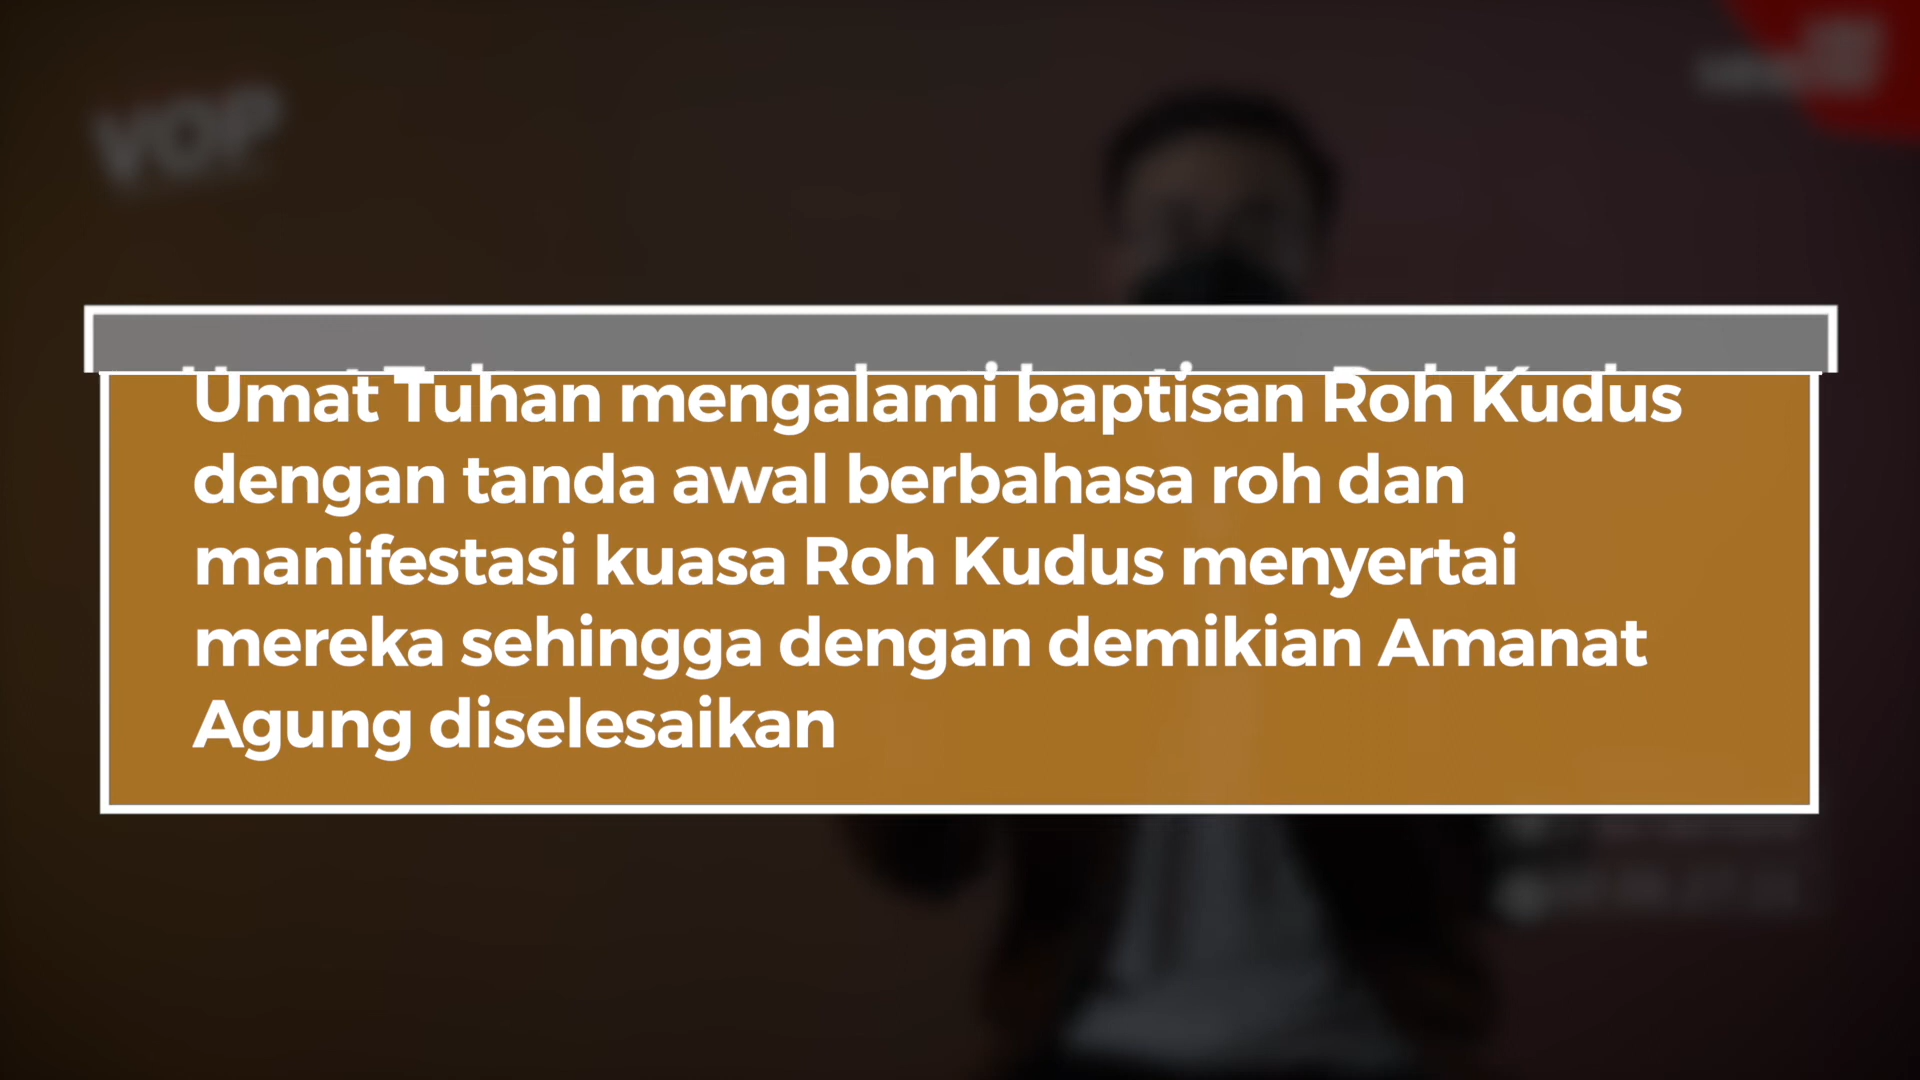 VOP
Umat Tuhan mengalami baptisan Roh Kudus
dengan tanda awal berbahasa roh dan
manifestasi kuasa Roh Kudus menyertai
mereka sehingga dengan demikian Amanat
Agung diselesaikan